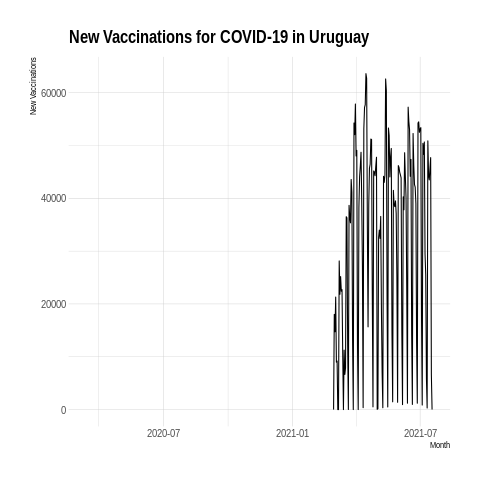 New Vaccinations for COVID-19 in Uruguay
New Vaccinations
60000
40000
20000
0
2020-07
2021-01
2021-07
Month